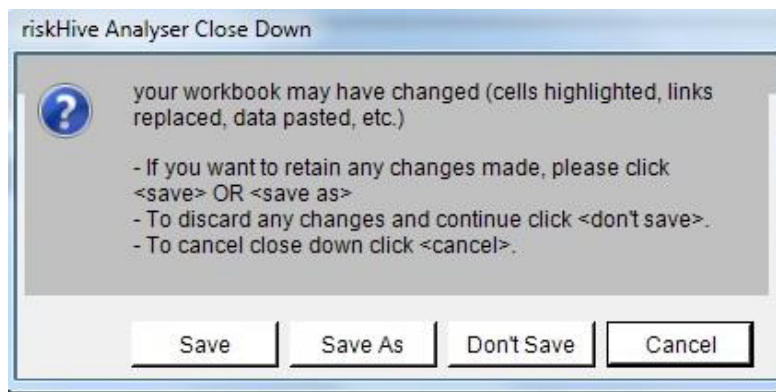 riskHive Analyser Close Down
your workbook may have changed (cells highlighted, links
replaced, data pasted, etc.)
- If you want to retain any changes made, please click
<save> OR <save as>
- To discard any changes and continue click <don't save>.
- To cancel close down click <cancel>.
Save Save As Don't Save Cancel